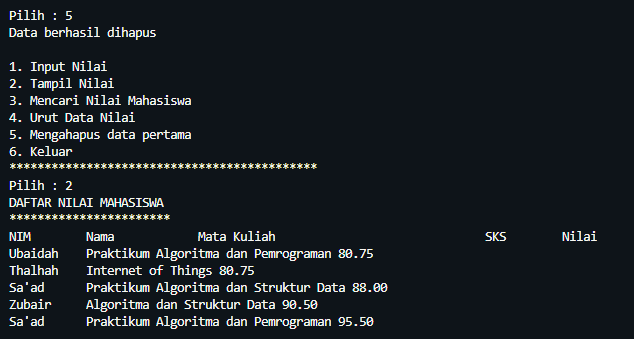 Pilih : 5
Data berhasil dihapus
1. Input Nilai
2. Tampil Nilai
3. Mencari Nilai Mahasiswa
4. Urut Data Nilai
5. Mengahapus data pertama
6. Keluar
********************************************
Pilih : 2
DAFTAR NILAI MAHASISWA
***********************
NIM Nama Mata Kuliah SKS Nilai
Ubaidah Praktikum Algoritma dan Pemrograman 80.75
Thalhah Internet of Things 80.75
Sa'ad Praktikum Algoritma dan Struktur Data 88.00
Zubair Algoritma dan Struktur Data 90.50
Sa'ad Praktikum Algoritma dan Pemrograman 95.50